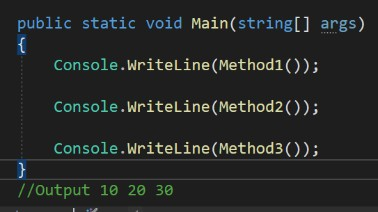 public static void Main(string[] args)
{
Console.WriteLine(Method1());
Console.WriteLine(Method2());
Console.WriteLine(Method3());
}
//Output 10 20 30